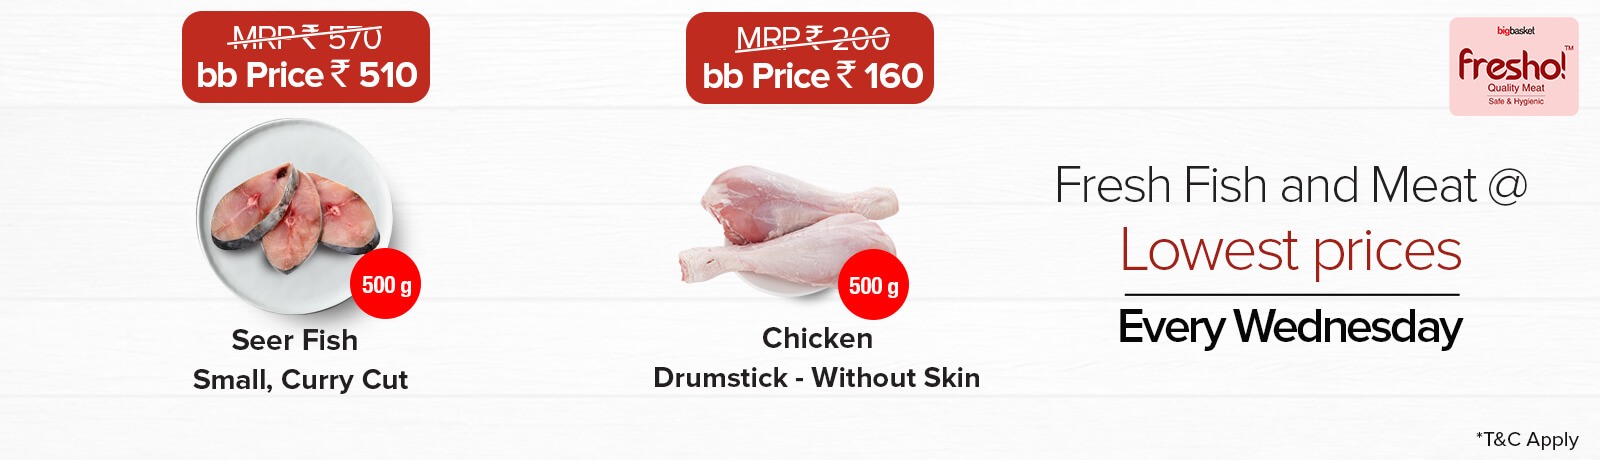 MRP ₹ 570
bb Price ₹ 510
500 g
Seer Fish
Small, Curry Cut
MRP ₹ 200
bb Price ₹ 160
500 g
Chicken
Drumstick - Without Skin
bigbasket
fresho!™
Quality Meat
Safe & Hygienic
Fresh Fish and Meat @
Lowest prices
Every Wednesday
*T&C Apply